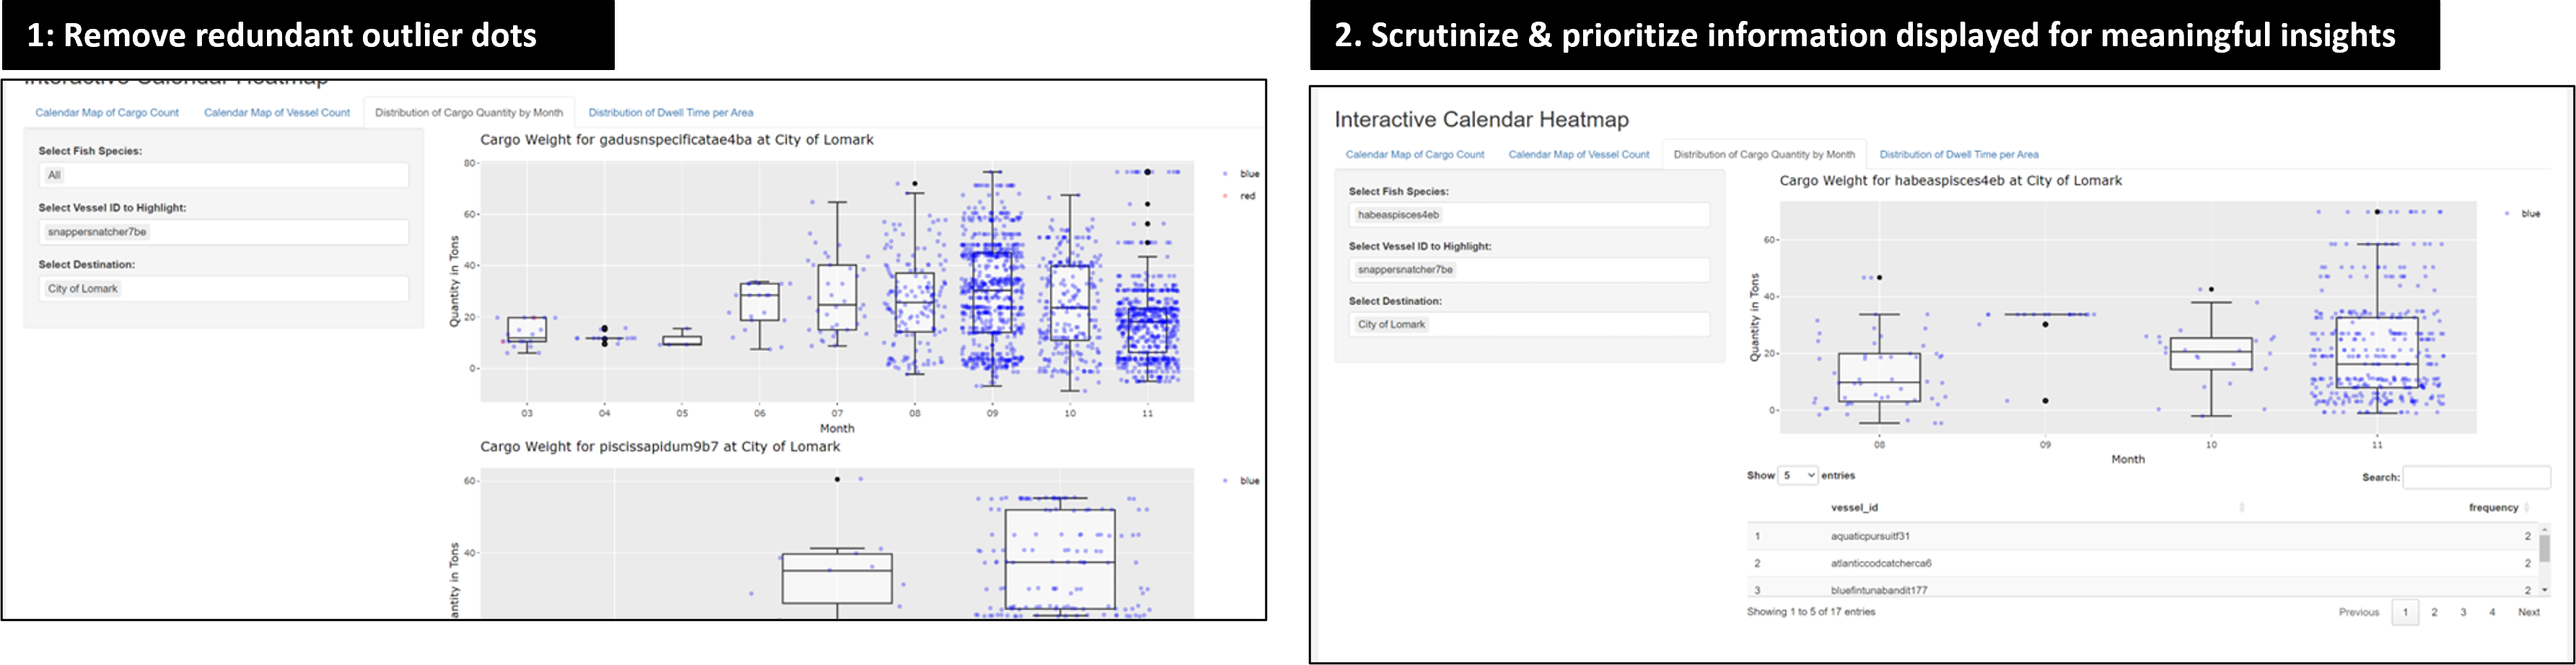 1: Remove redundant outlier dots
Interactive Calendar Heatmap
Calendar Map of Cargo Count Calendar Map of Vessel Count Distribution of Cargo Quantity by Month Distribution of Dwell Time per Area
Select Fish Species:
All
Select Vessel ID to Highlight:
snappersnatcher7be
Select Destination:
City of Lomark
Cargo Weight for gadusnspecificatae4ba at City of Lomark
80
60
40
20
0
Quantity in Tons
03 04 05 06 07 08 09 10 11
Month
blue
red
Cargo Weight for piscissapidum9b7 at City of Lomark
60
40
antity in Tons
blue
2. Scrutinize & prioritize information displayed for meaningful insights
Interactive Calendar Heatmap
Calendar Map of Cargo Count Calendar Map of Vessel Count Distribution of Cargo Quantity by Month Distribution of Dwell Time per Area
Select Fish Species:
habeaspisces4eb
Select Vessel ID to Highlight:
snappersnatcher7be
Select Destination:
City of Lomark
Cargo Weight for habeaspisces4eb at City of Lomark
60
40
20
0
Quantity in Tons
08 09 10 11
Month
blue
Show 5 entries Search:
vessel_id frequency
1 aquaticpursuitf31 2
2 atlanticcodcatcherca6 2
3 bluefintunabandit177 2
Showing 1 to 5 of 17 entries Previous 1 2 3 4 Next